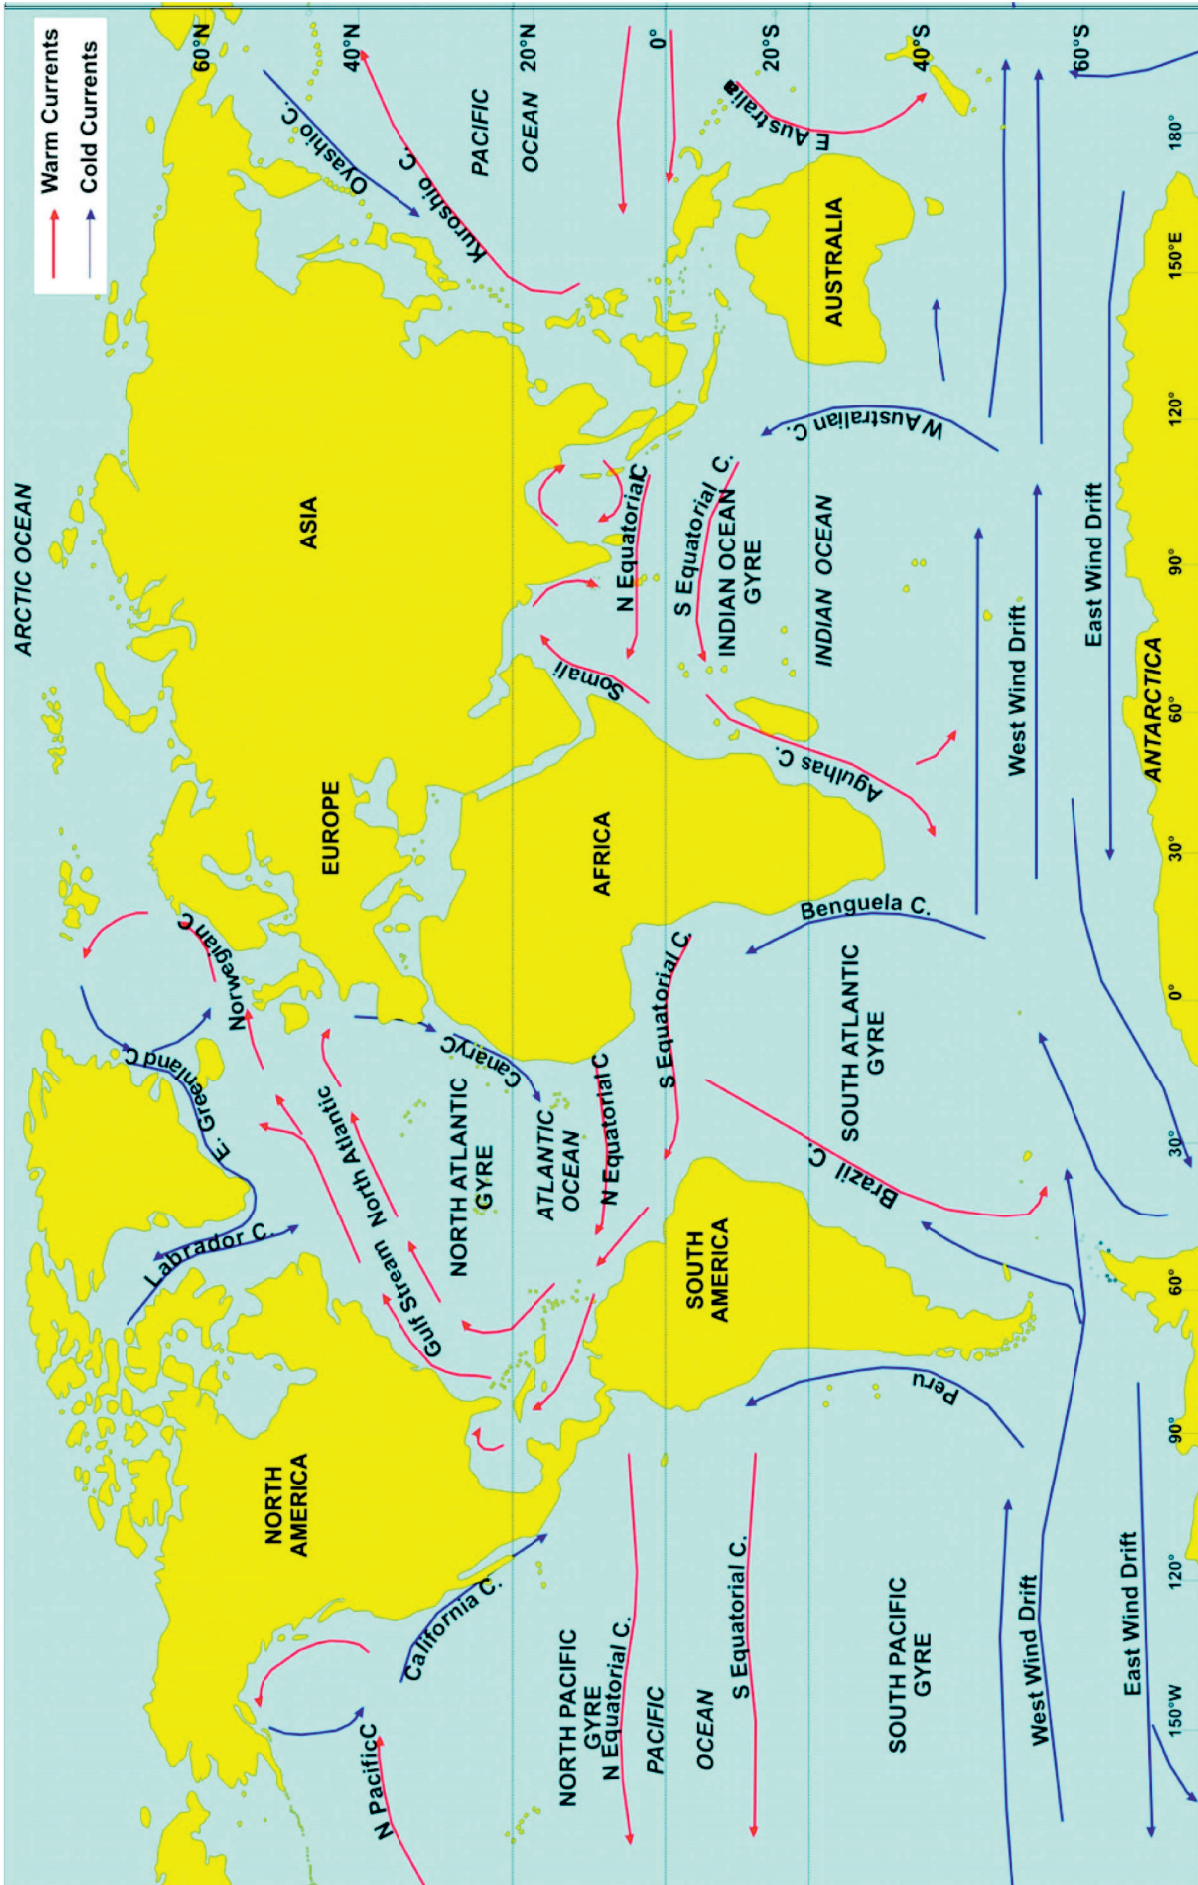 Warm Currents
Cold Currents
ARCTIC OCEAN
60°N
40°N
20°N
0°
20°S
40°S
60°S
NORTH
AMERICA
EUROPE
ASIA
AFRICA
SOUTH
AMERICA
AUSTRALIA
ANTARCTICA
N PacificC
California C.
Labrador C.
E. Greenland C
Norwegian C
Gulf Stream
North Atlantic
NORTH ATLANTIC
GYRE
CanaryC
ATLANTIC
OCEAN
N Equatorial C
S Equatorial C.
Oyashio C.
Kuroshio C.
PACIFIC
OCEAN
NORTH PACIFIC
GYRE
N Equatorial C.
PACIFIC
OCEAN
S Equatorial C.
SOUTH PACIFIC
GYRE
Peru
Brazil C.
SOUTH ATLANTIC
GYRE
Benguela C.
Agulhas C.
Somali
N EquatorialC
S Equatorial C.
INDIAN OCEAN
GYRE
INDIAN OCEAN
W Australian C.
E Australia
West Wind Drift
West Wind Drift
East Wind Drift
East Wind Drift
150°W
120°
90°
60°
30°
0°
30°
60°
90°
120°
150°E
180°